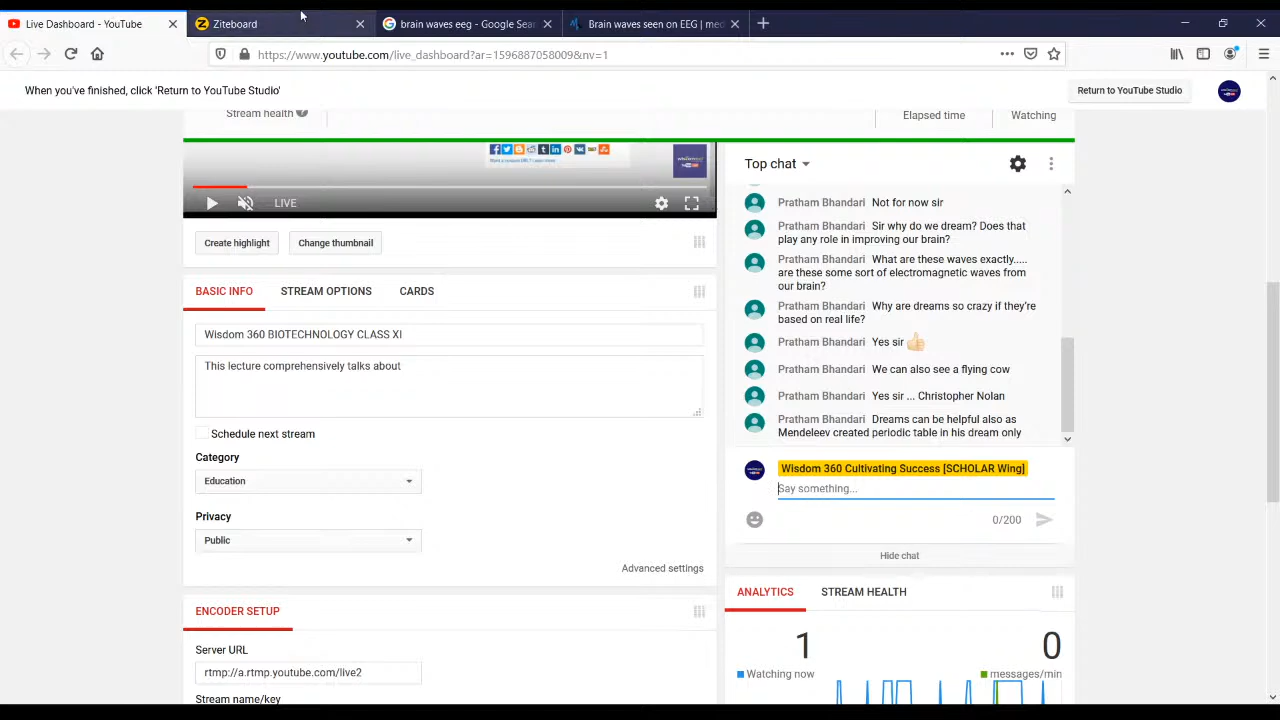 Live Dashboard - YouTube
Ziteboard
brain waves eeg - Google Sear
Brain waves seen on EEG | med
https://www.youtube.com/live_dashboard?ar=1596887058009&nv=1
When you've finished, click 'Return to YouTube Studio'
Return to YouTube Studio
Stream health
Elapsed time
Watching
Top chat
LIVE
Create highlight
Change thumbnail
BASIC INFO
STREAM OPTIONS
CARDS
Wisdom 360 BIOTECHNOLOGY CLASS XI
This lecture comprehensively talks about
Schedule next stream
Category
Education
Privacy
Public
Advanced settings
ENCODER SETUP
Server URL
rtmp://a.rtmp.youtube.com/live2
Stream name/key
Pratham Bhandari Not for now sir
Pratham Bhandari Sir why do we dream? Does that
play any role in improving our brain?
Pratham Bhandari What are these waves exactly.....
are these some sort of electromagnetic waves from
our brain?
Pratham Bhandari Why are dreams so crazy if they're
based on real life?
Pratham Bhandari Yes sir
Pratham Bhandari We can also see a flying cow
Pratham Bhandari Yes sir ... Christopher Nolan
Pratham Bhandari Dreams can be helpful also as
Mendeleev created periodic table in his dream only
Wisdom 360 Cultivating Success [SCHOLAR Wing]
Say something...
0/200
Hide chat
ANALYTICS
STREAM HEALTH
1
0
Watching now
messages/min